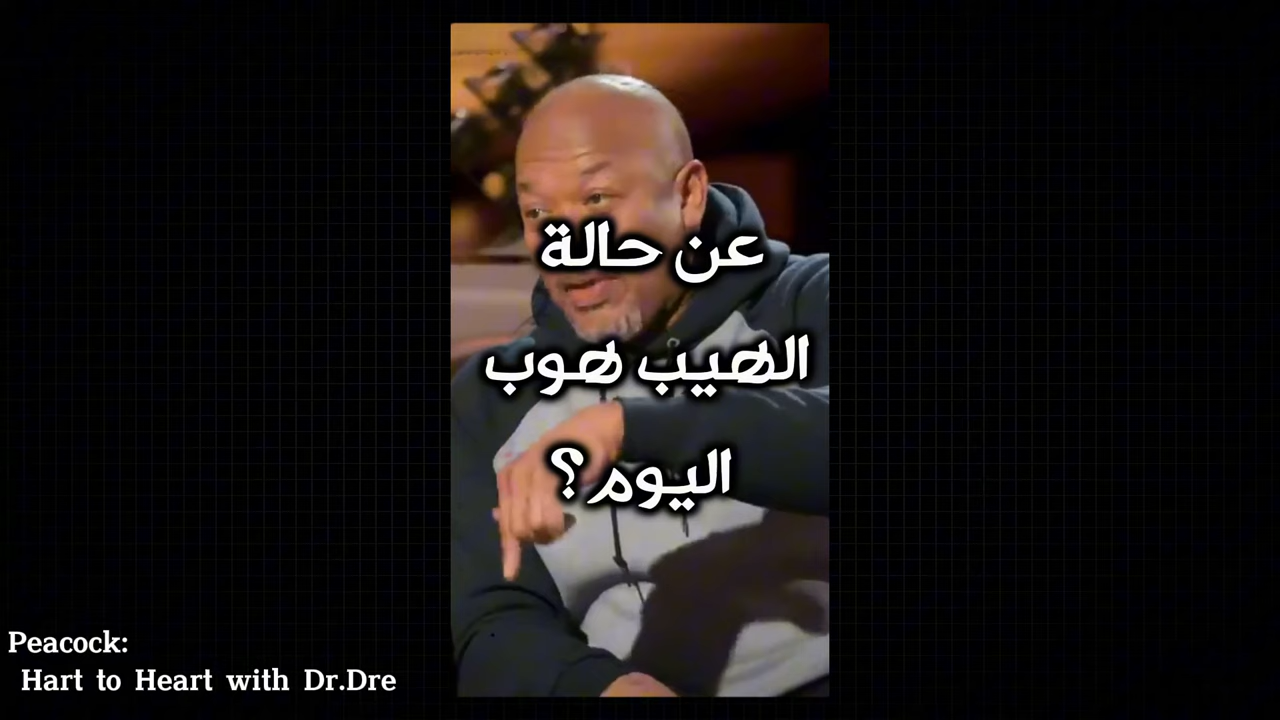 عن حالة
الهيب هوب
اليوم؟
Peacock:
Hart to Heart with Dr.Dre